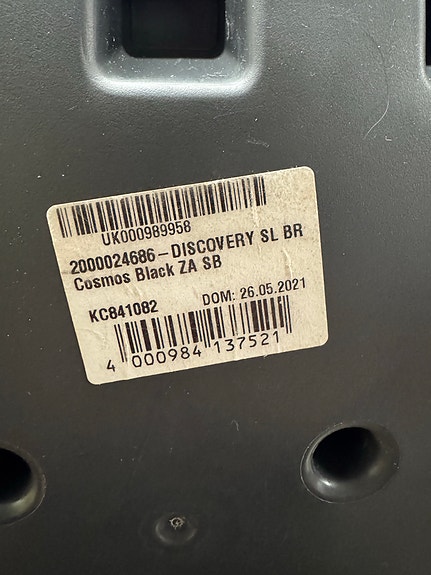 UK000989958
2000024686-DISCOVERY SL BR
Cosmos Black ZA SB
KC841082 DOM: 26.05.2021
4 000984 137521